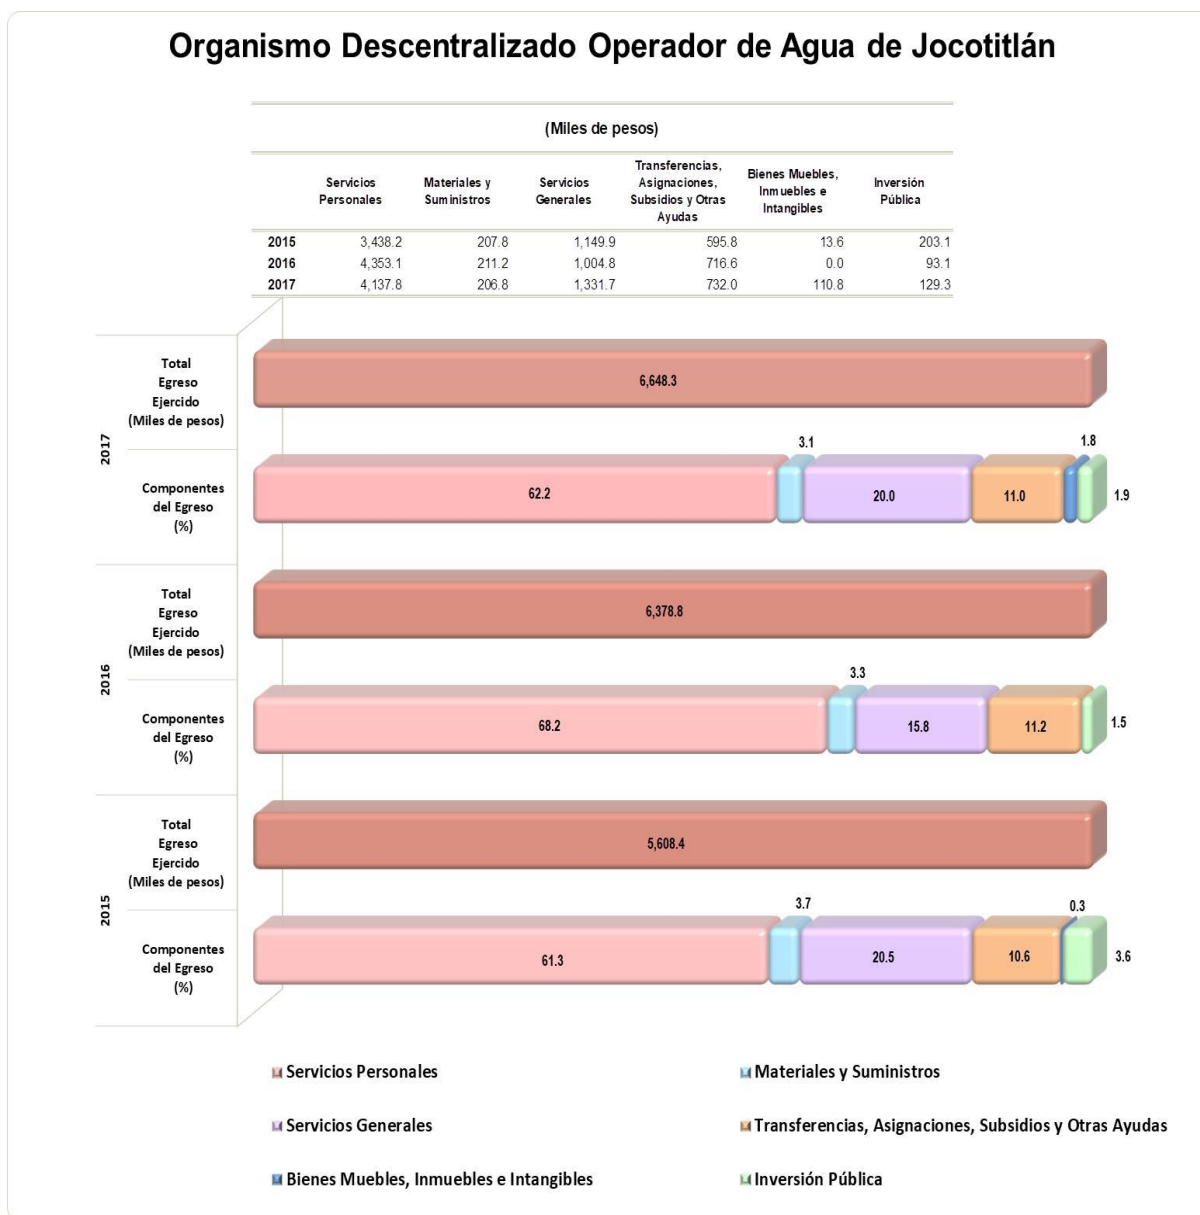 Organismo Descentralizado Operador de Agua de Jocotitlán
(Miles de pesos)
Servicios Personales Materiales y Suministros Servicios Generales Transferencias, Asignaciones, Subsidios y Otras Ayudas Bienes Muebles, Inmuebles e Intangibles Inversión Pública
2015 3,438.2 207.8 1,149.9 595.8 13.6 203.1
2016 4,353.1 211.2 1,004.8 716.6 0.0 93.1
2017 4,137.8 206.8 1,331.7 732.0 110.8 129.3
2017
Total
Egreso
Ejercido
(Miles de pesos)
6,648.3
Componentes
del Egreso
(%)
62.2 3.1 20.0 11.0 1.8 1.9
2016
Total
Egreso
Ejercido
(Miles de pesos)
6,378.8
Componentes
del Egreso
(%)
68.2 3.3 15.8 11.2 1.5
2015
Total
Egreso
Ejercido
(Miles de pesos)
5,608.4
Componentes
del Egreso
(%)
61.3 3.7 20.5 10.6 0.3 3.6
Servicios Personales Materiales y Suministros
Servicios Generales Transferencias, Asignaciones, Subsidios y Otras Ayudas
Bienes Muebles, Inmuebles e Intangibles Inversión Pública